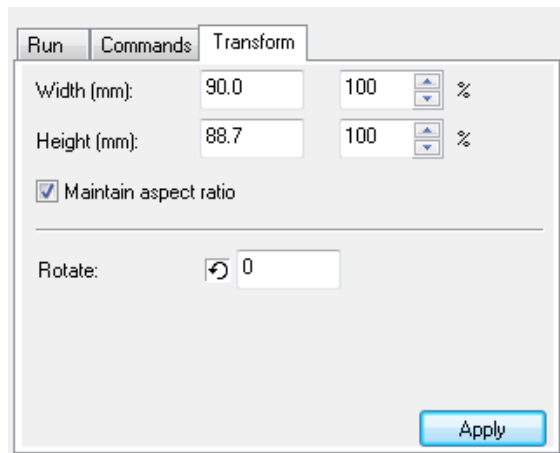 Run Commands Transform
Width (mm): 90.0 100 %
Height (mm): 88.7 100 %
Maintain aspect ratio
Rotate: 0
Apply